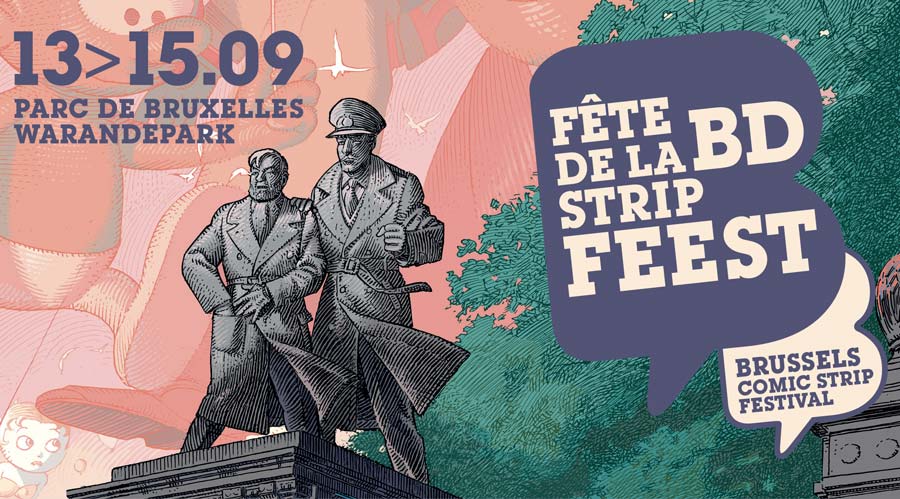 13>15.09
PARC DE BRUXELLES
WARANDEPARK
FÊTE
DE LA BD
STRIP
FEEST
BRUSSELS
COMIC STRIP
FESTIVAL